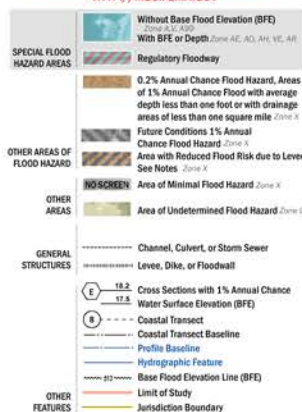 Without Base Flood Elevation (BFE)
Zone A,V, A99
With BFE or Depth Zone AE, AO, AH, VE, AR
SPECIAL FLOOD
HAZARD AREAS
Regulatory Floodway
0.2% Annual Chance Flood Hazard, Areas
of 1% Annual Chance Flood with average
depth less than one foot or with drainage
areas of less than one square mile Zone X
Future Conditions 1% Annual
Chance Flood Hazard Zone X
OTHER AREAS OF
FLOOD HAZARD
Area with Reduced Flood Risk due to Levee
See Notes Zone X
NO SCREEN Area of Minimal Flood Hazard Zone X
OTHER
AREAS
Area of Undetermined Flood Hazard Zone D
GENERAL
STRUCTURES
Channel, Culvert, or Storm Sewer
Levee, Dike, or Floodwall
E 18.2 Cross Sections with 1% Annual Chance
17.5 Water Surface Elevation (BFE)
8 Coastal Transect
Coastal Transect Baseline
Profile Baseline
Hydrographic Feature
513 Base Flood Elevation Line (BFE)
OTHER
FEATURES
Limit of Study
Jurisdiction Boundary